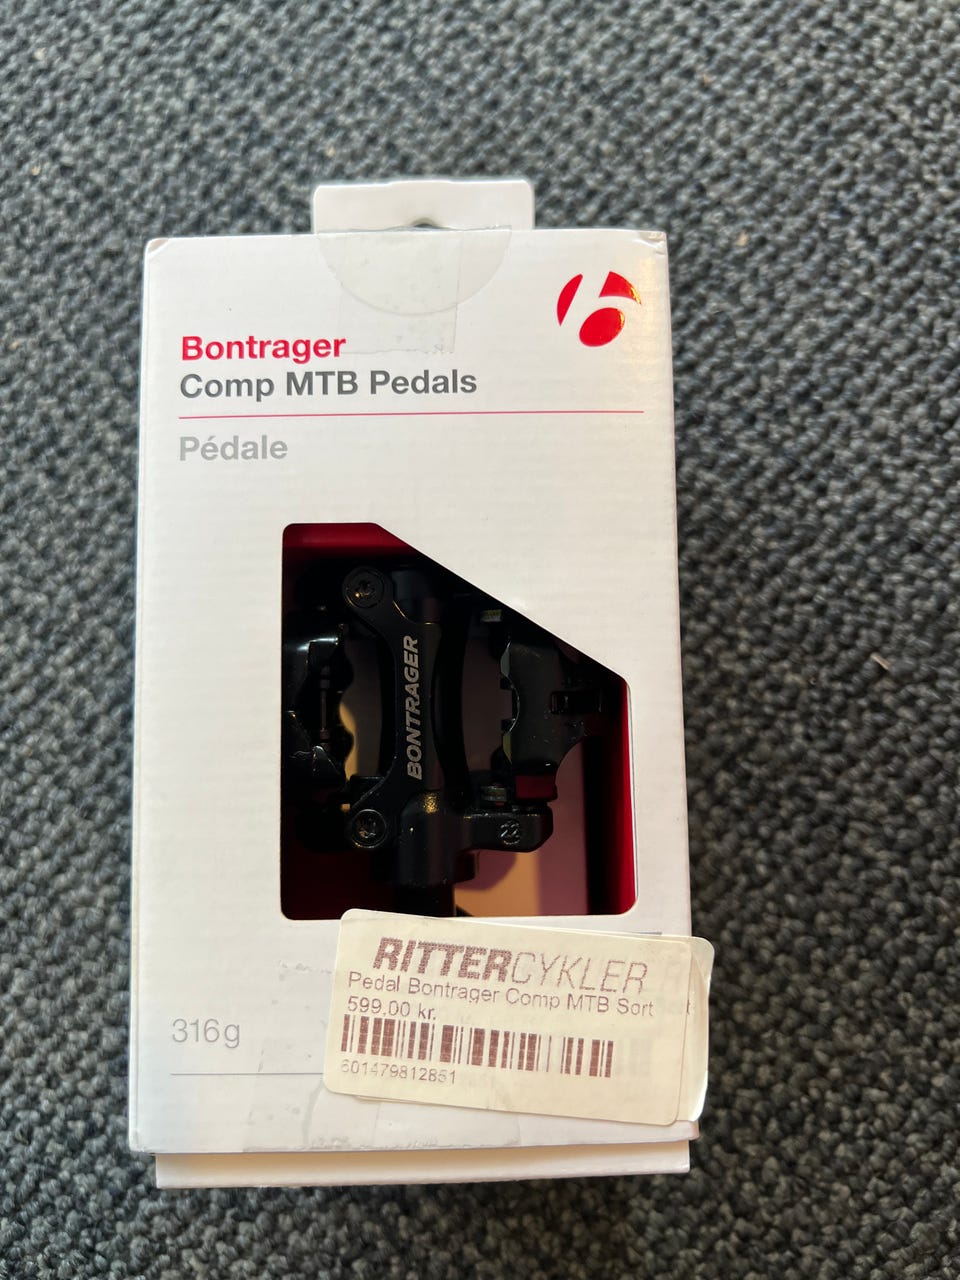 Bontrager
Comp MTB Pedals
Pédale
BONTRAGER
RITTERCYKLER
Pedal Bontrager Comp MTB Sort
599.00 kr.
601479812851
316g